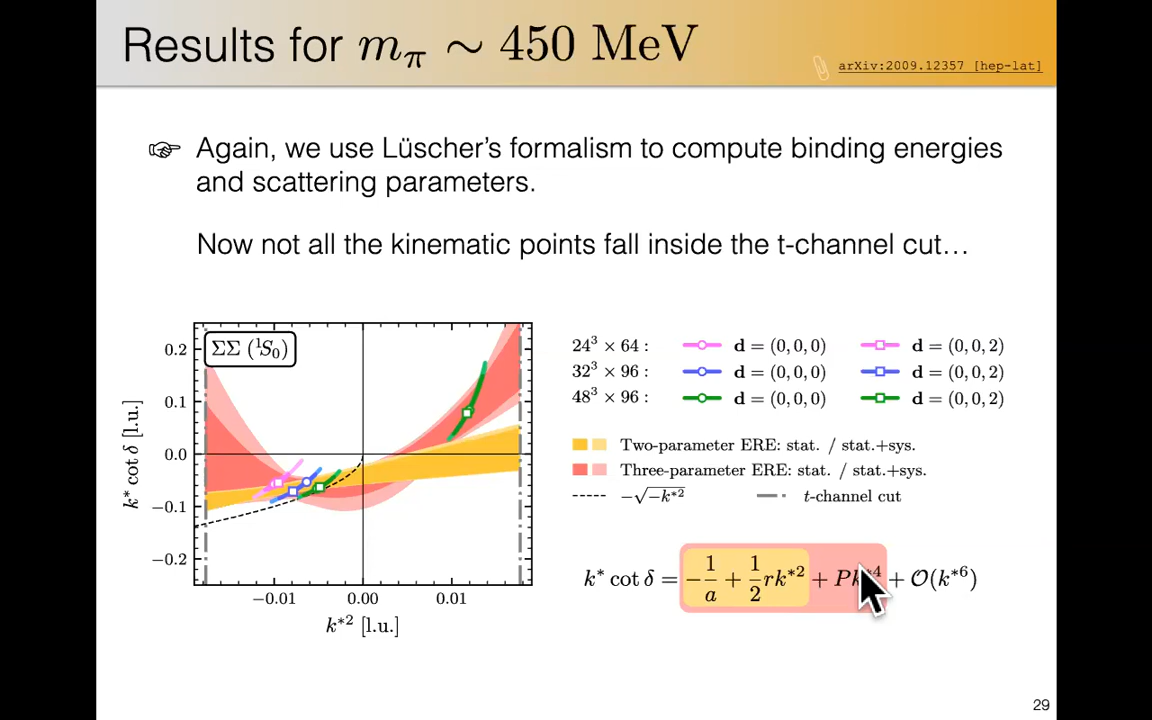 Results for m_π ∼ 450 MeV
arXiv:2009.12357 [hep-lat]
☞ Again, we use Lüscher's formalism to compute binding energies
and scattering parameters.
Now not all the kinematic points fall inside the t-channel cut…
ΣΣ (¹S₀)
0.2
0.1
0.0
−0.1
−0.2
k* cot δ [l.u.]
−0.01 0.00 0.01
k*² [l.u.]
24³ × 64 : d = (0, 0, 0) d = (0, 0, 2)
32³ × 96 : d = (0, 0, 0) d = (0, 0, 2)
48³ × 96 : d = (0, 0, 0) d = (0, 0, 2)
Two-parameter ERE: stat. / stat.+sys.
Three-parameter ERE: stat. / stat.+sys.
−√−k*² t-channel cut
k* cot δ = −1/a + 1/2 rk*² + Pk*⁴ + O(k*⁶)
29